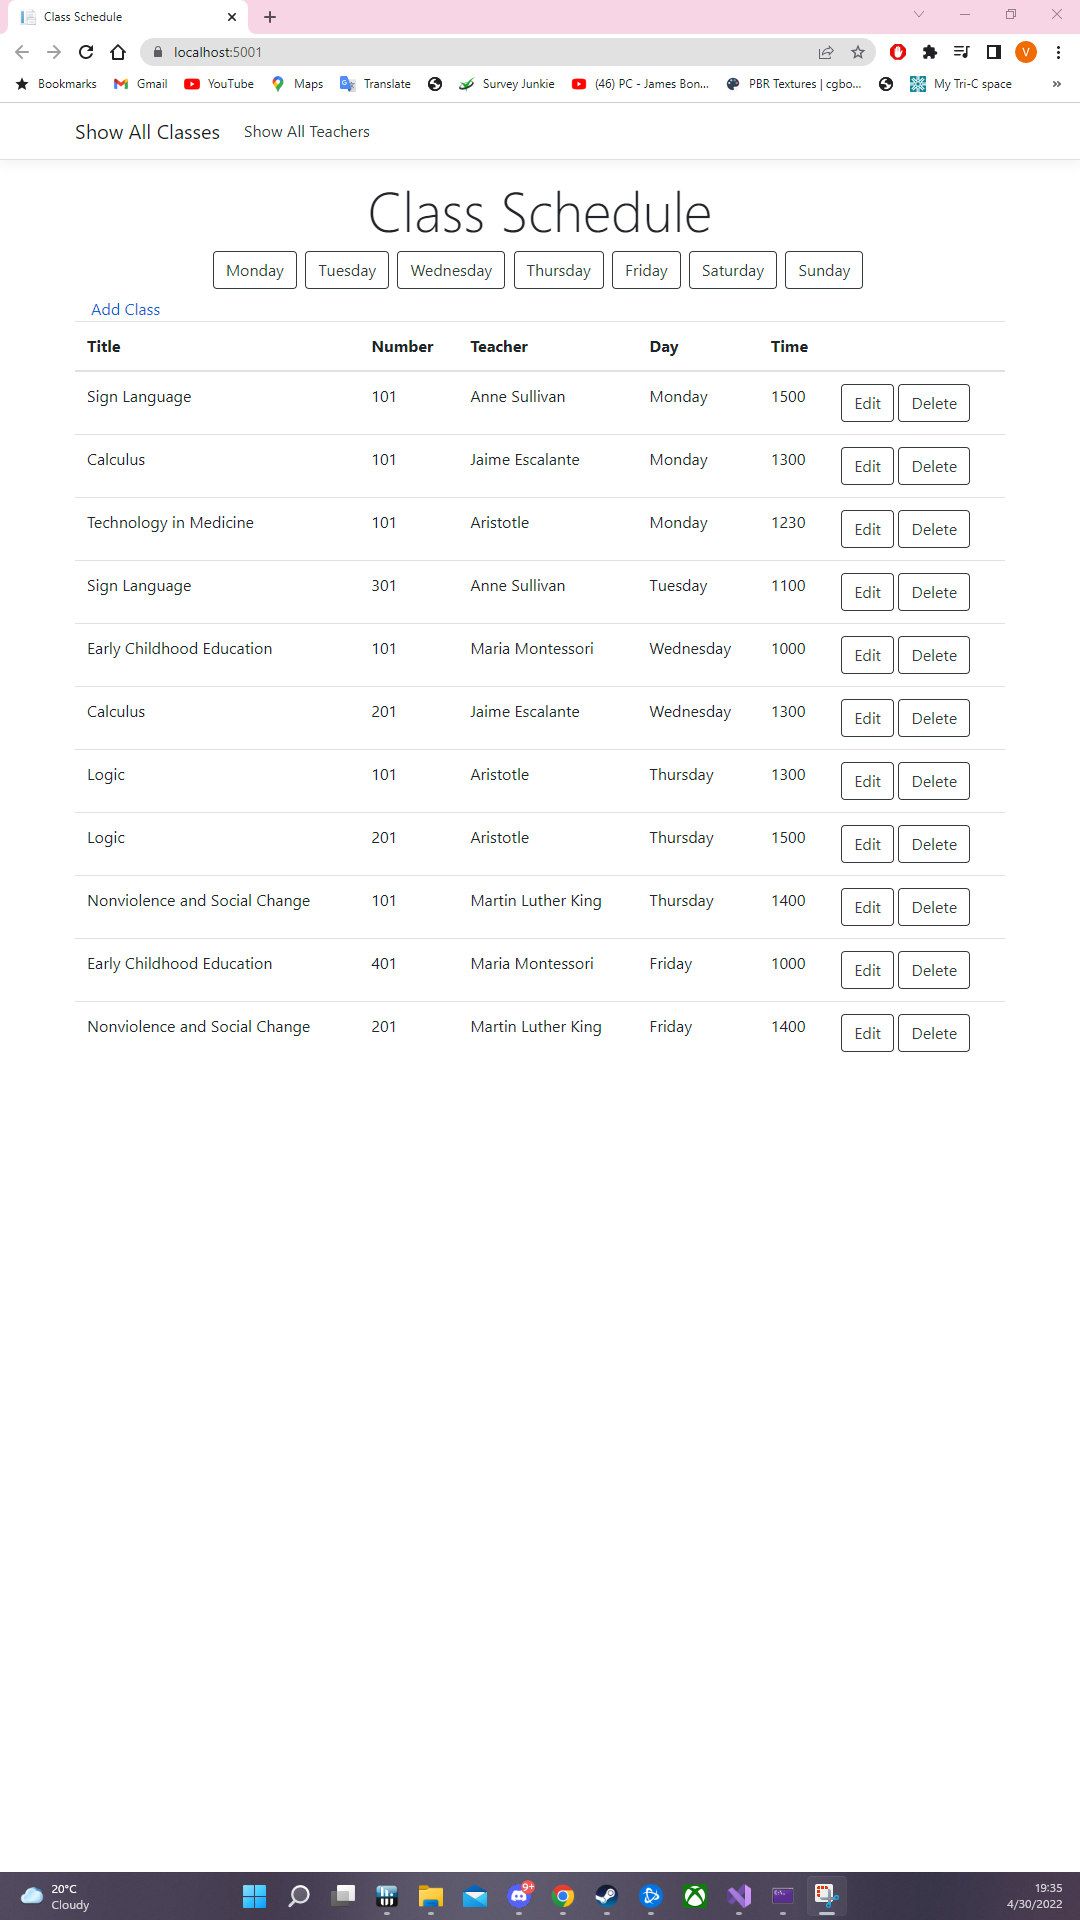 Class Schedule
localhost:5001
V
Bookmarks Gmail YouTube Maps Translate Survey Junkie (46) PC - James Bon... PBR Textures | cgbo... My Tri-C space »
Show All Classes Show All Teachers
Class Schedule
Monday Tuesday Wednesday Thursday Friday Saturday Sunday
Add Class
Title Number Teacher Day Time
Sign Language 101 Anne Sullivan Monday 1500 Edit Delete
Calculus 101 Jaime Escalante Monday 1300 Edit Delete
Technology in Medicine 101 Aristotle Monday 1230 Edit Delete
Sign Language 301 Anne Sullivan Tuesday 1100 Edit Delete
Early Childhood Education 101 Maria Montessori Wednesday 1000 Edit Delete
Calculus 201 Jaime Escalante Wednesday 1300 Edit Delete
Logic 101 Aristotle Thursday 1300 Edit Delete
Logic 201 Aristotle Thursday 1500 Edit Delete
Nonviolence and Social Change 101 Martin Luther King Thursday 1400 Edit Delete
Early Childhood Education 401 Maria Montessori Friday 1000 Edit Delete
Nonviolence and Social Change 201 Martin Luther King Friday 1400 Edit Delete
20°C 9+ 19:35
Cloudy 4/30/2022